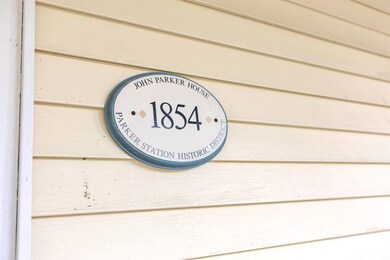 JOHN PARKER HOUSE
1854
PARKER STATION HISTORIC DISTRICT